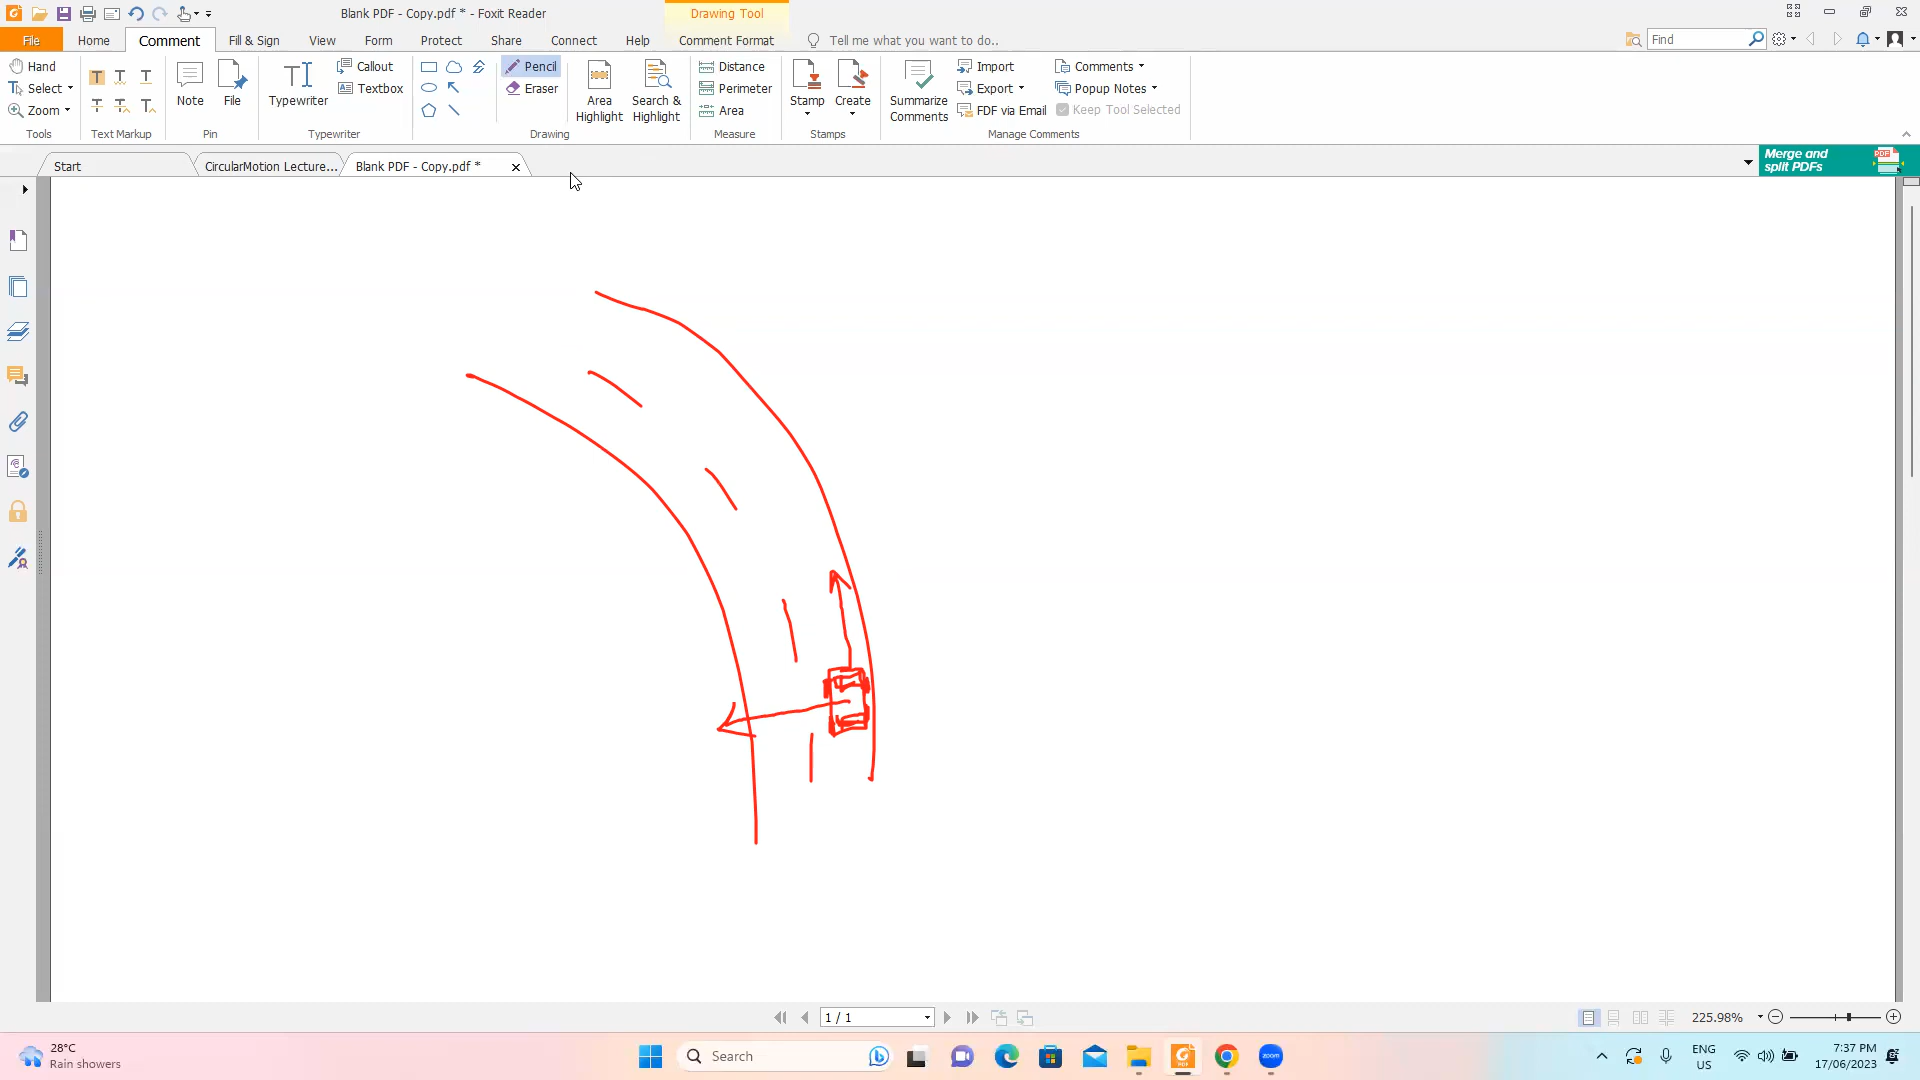 Blank PDF - Copy.pdf * - Foxit Reader
Drawing Tool
File Home Comment Fill & Sign View Form Protect Share Connect Help Comment Format Tell me what you want to do.. Find
Hand Callout Pencil Distance Import Comments
Select Textbox Eraser Perimeter Export Popup Notes
Zoom Area FDF via Email Keep Tool Selected
Note File Typewriter Area Highlight Search & Highlight Stamp Create Summarize Comments
Tools Text Markup Pin Typewriter Drawing Measure Stamps Manage Comments
Start CircularMotion Lecture... Blank PDF - Copy.pdf *
Merge and
split PDFs
PDF
1 / 1
225.98%
28°C
Rain showers
Search
zoom
ENG
US
7:37 PM
17/06/2023